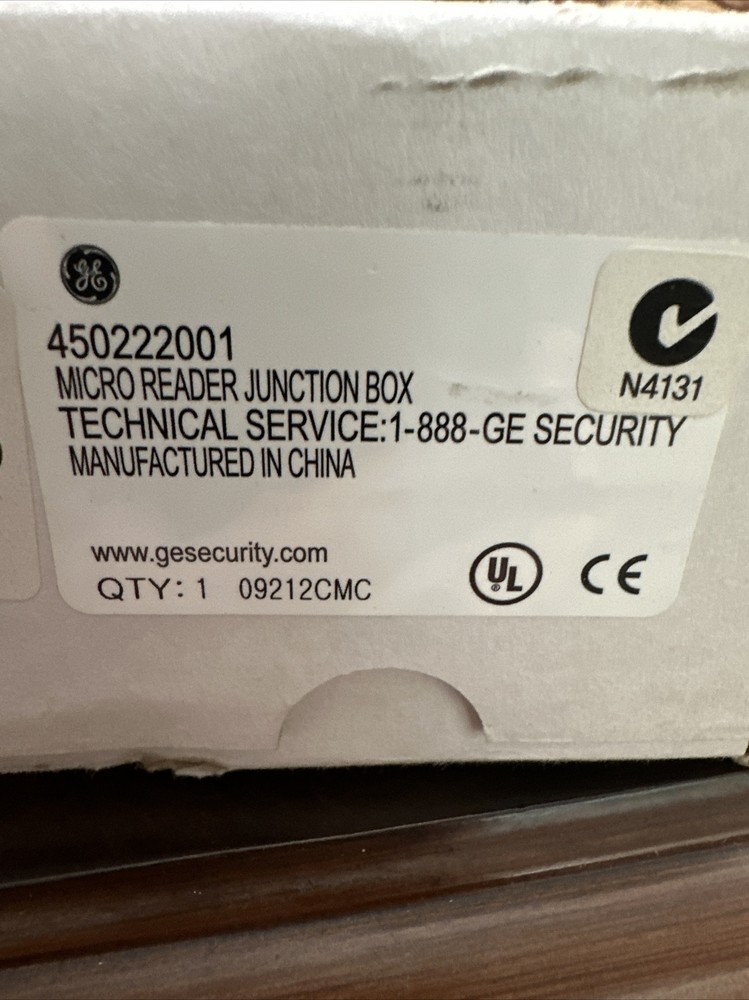 GE
450222001
MICRO READER JUNCTION BOX
TECHNICAL SERVICE:1-888-GE SECURITY
MANUFACTURED IN CHINA
N4131
www.gesecurity.com
QTY: 1 09212CMC
UL
®
CE